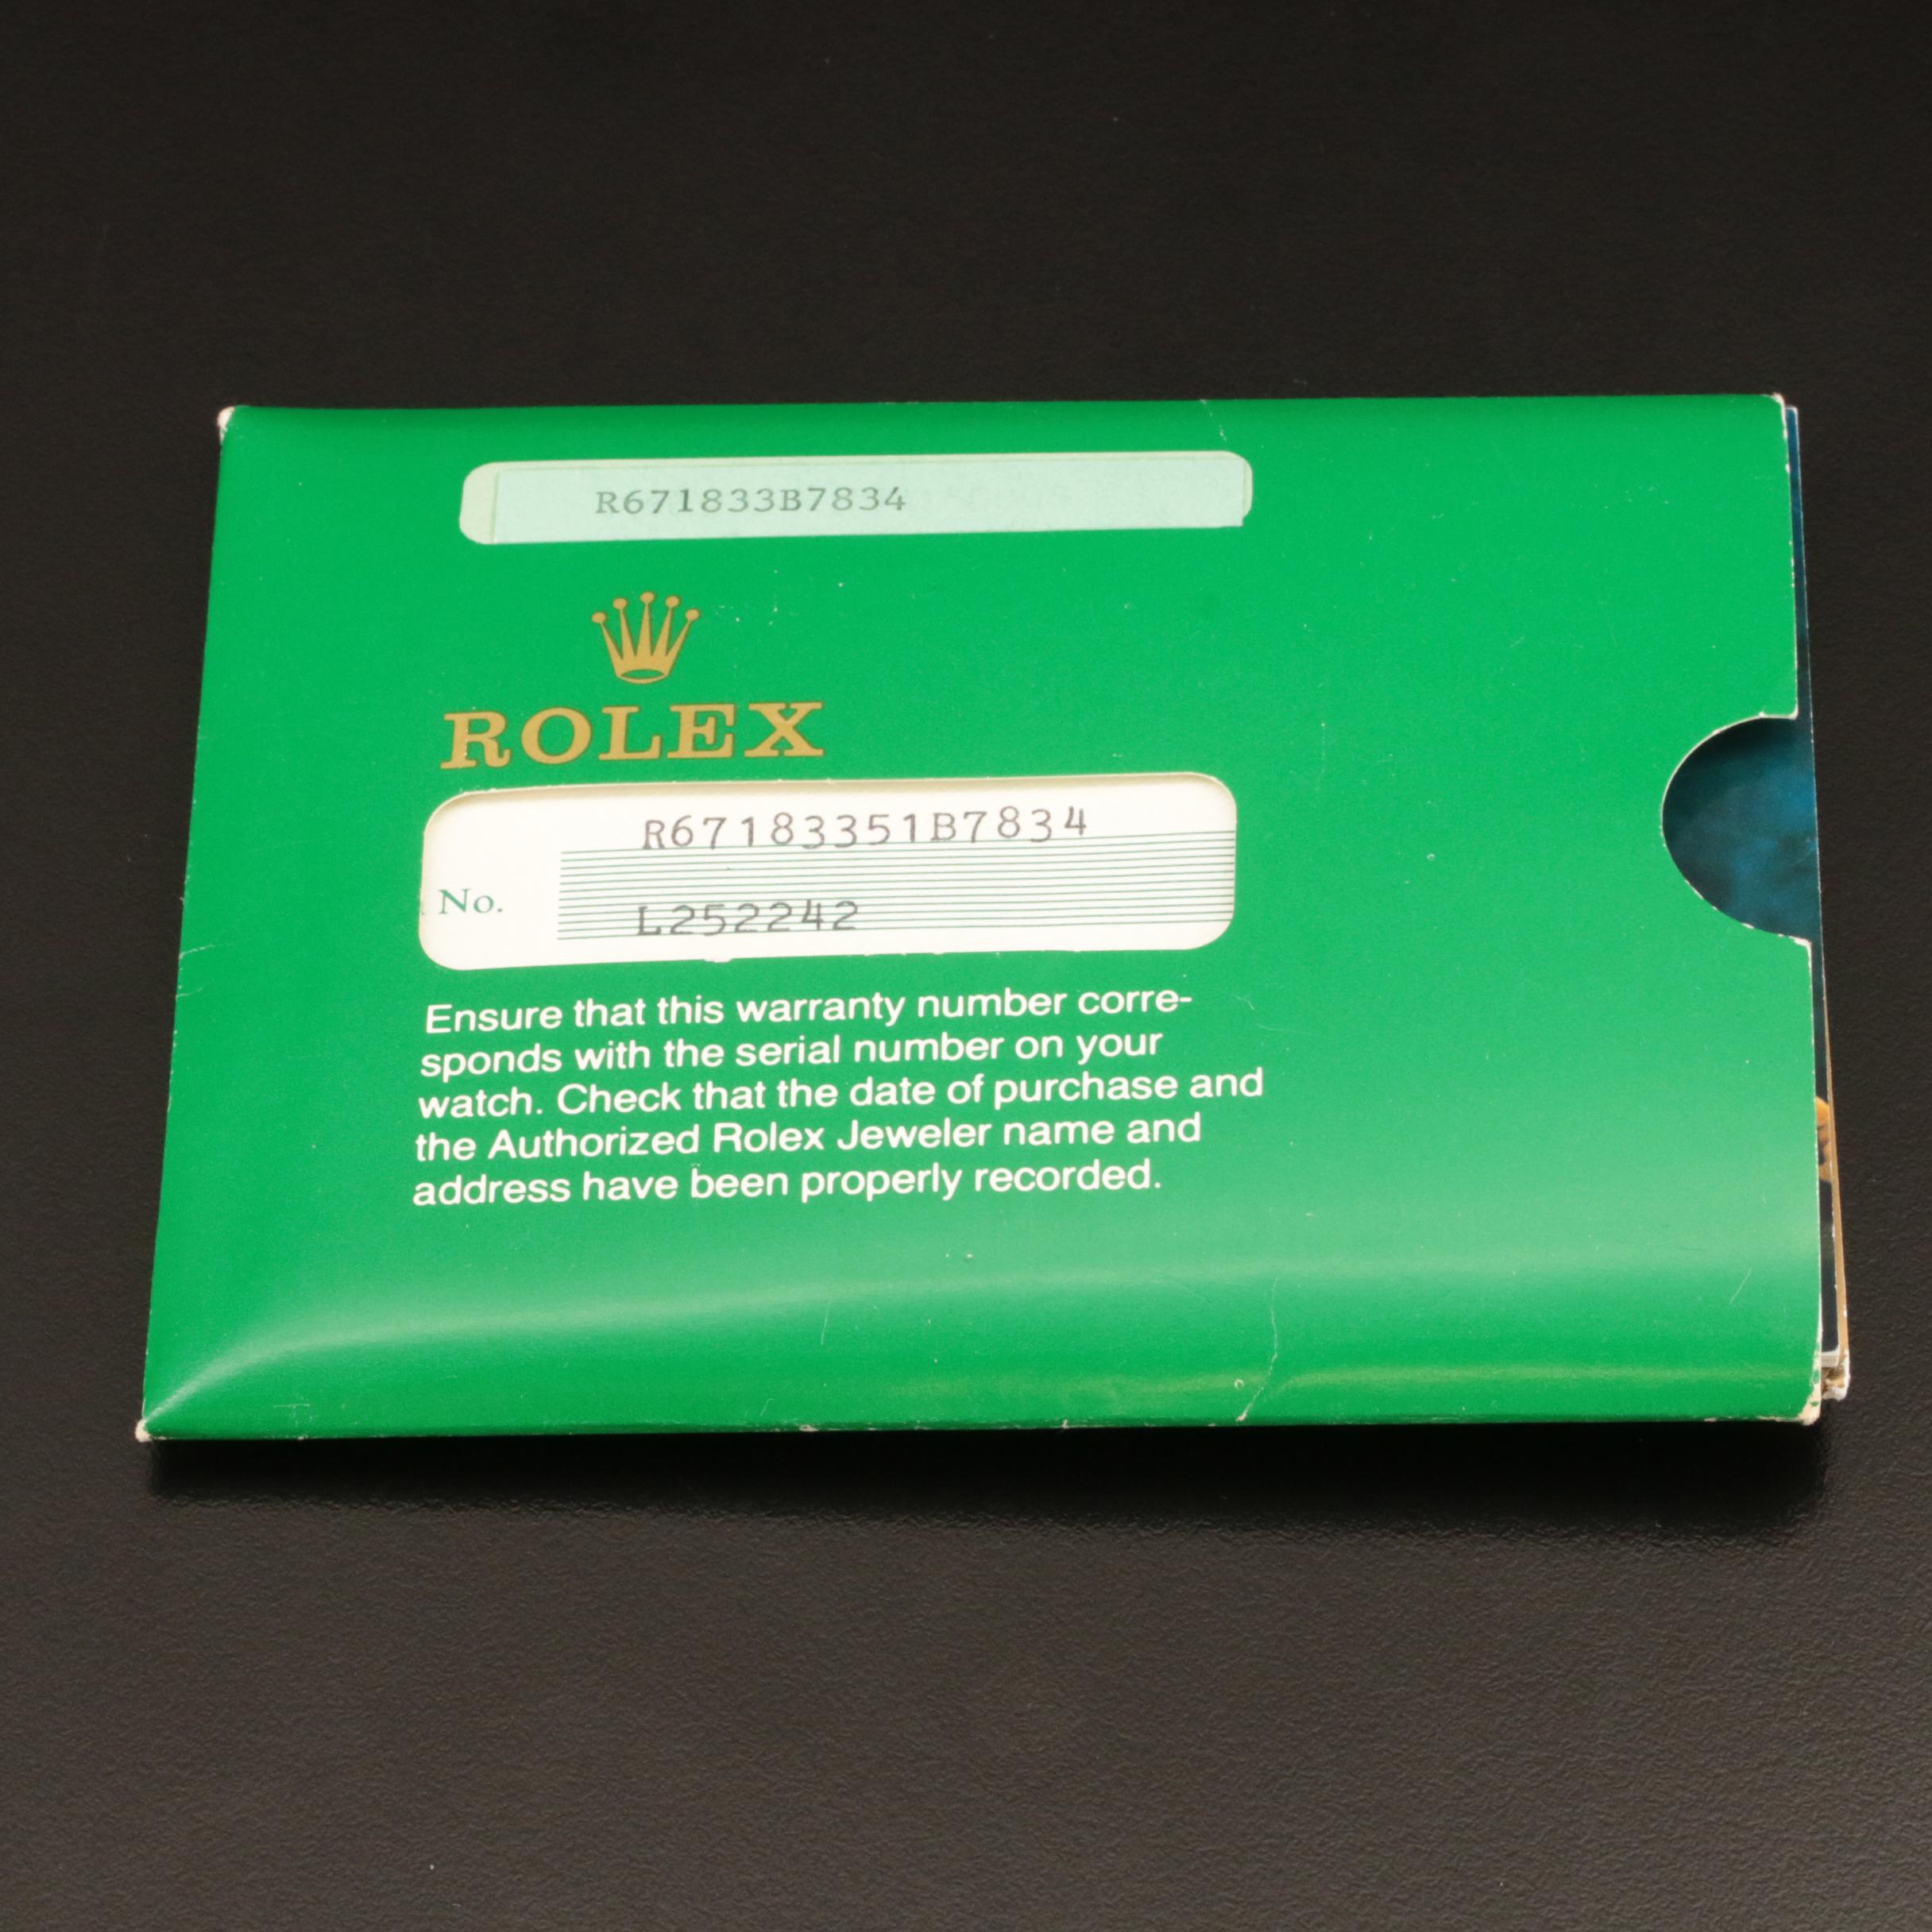 R671833B7834
ROLEX
R67183351B7834
No.
L252242
Ensure that this warranty number corre-
sponds with the serial number on your
watch. Check that the date of purchase and
the Authorized Rolex Jeweler name and
address have been properly recorded.